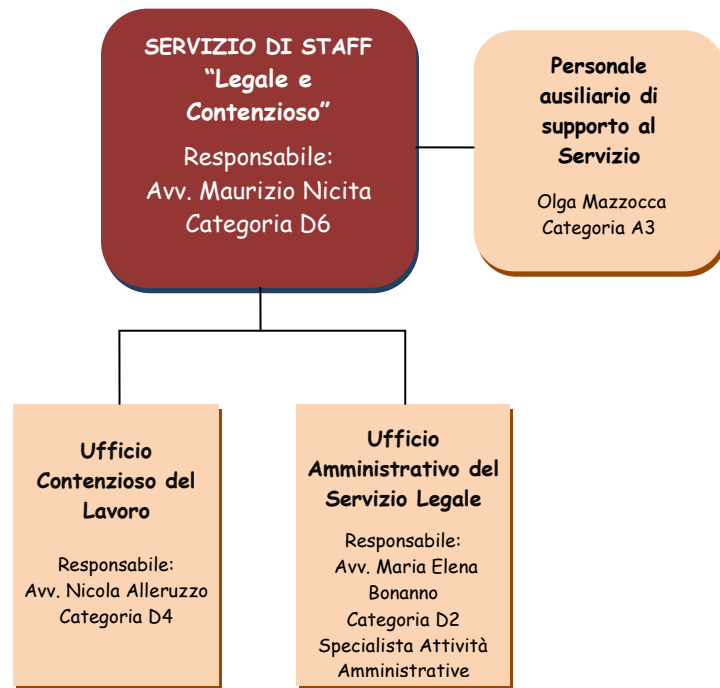 SERVIZIO DI STAFF
“Legale e
Contenzioso”
Responsabile:
Avv. Maurizio Nicita
Categoria D6
Personale
ausiliario di
supporto al
Servizio
Olga Mazzocca
Categoria A3
Ufficio
Contenzioso del
Lavoro
Responsabile:
Avv. Nicola Alleruzzo
Categoria D4
Ufficio
Amministrativo del
Servizio Legale
Responsabile:
Avv. Maria Elena
Bonanno
Categoria D2
Specialista Attività
Amministrative